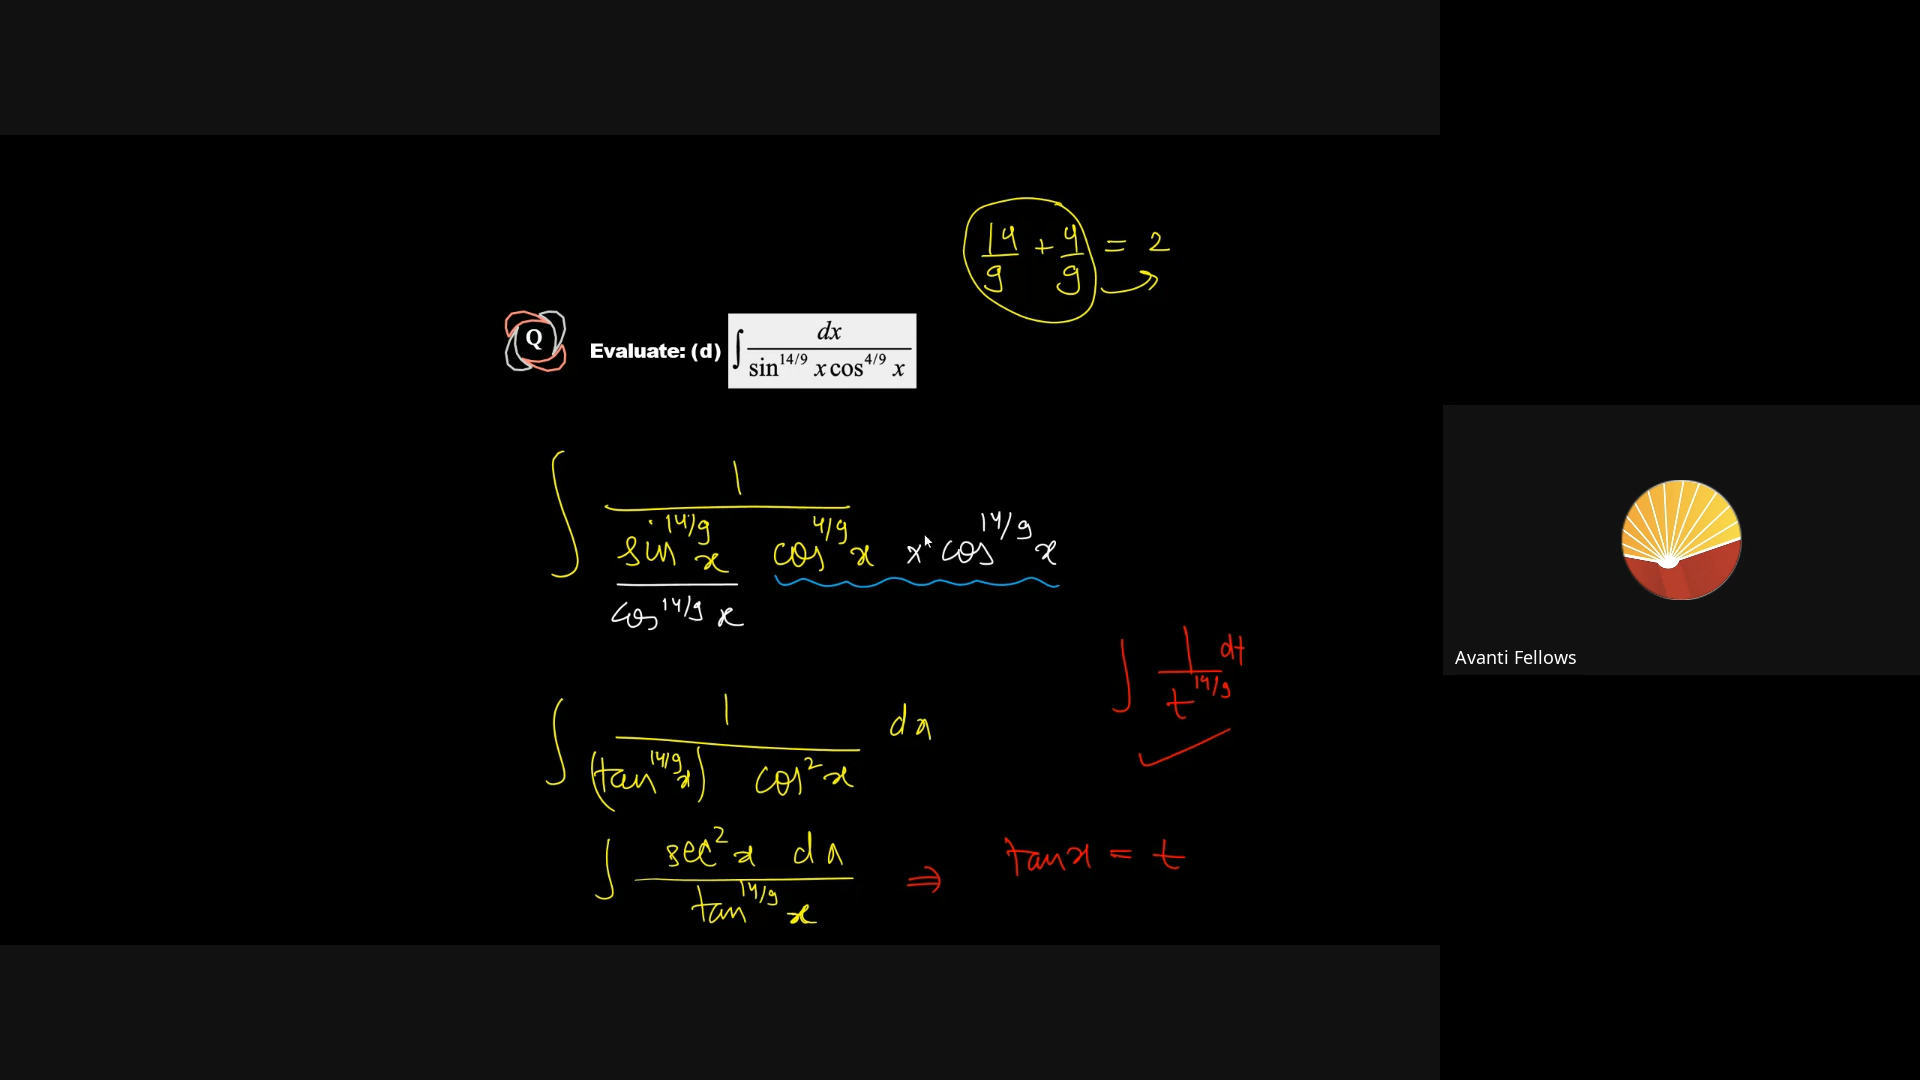 14/9 + 4/9 = 2
Q Evaluate: (d) ∫ dx / sin^14/9 x cos^4/9 x
∫ 1 / (sin^14/9 x / cos^14/9 x) cos^4/9 x × cos^14/9 x
∫ 1 / t^14/9 dt
∫ 1 / (tan^14/9 x) cos^2 x dx
∫ sec^2 x dx / tan^14/9 x ⇒ tan x = t
Avanti Fellows